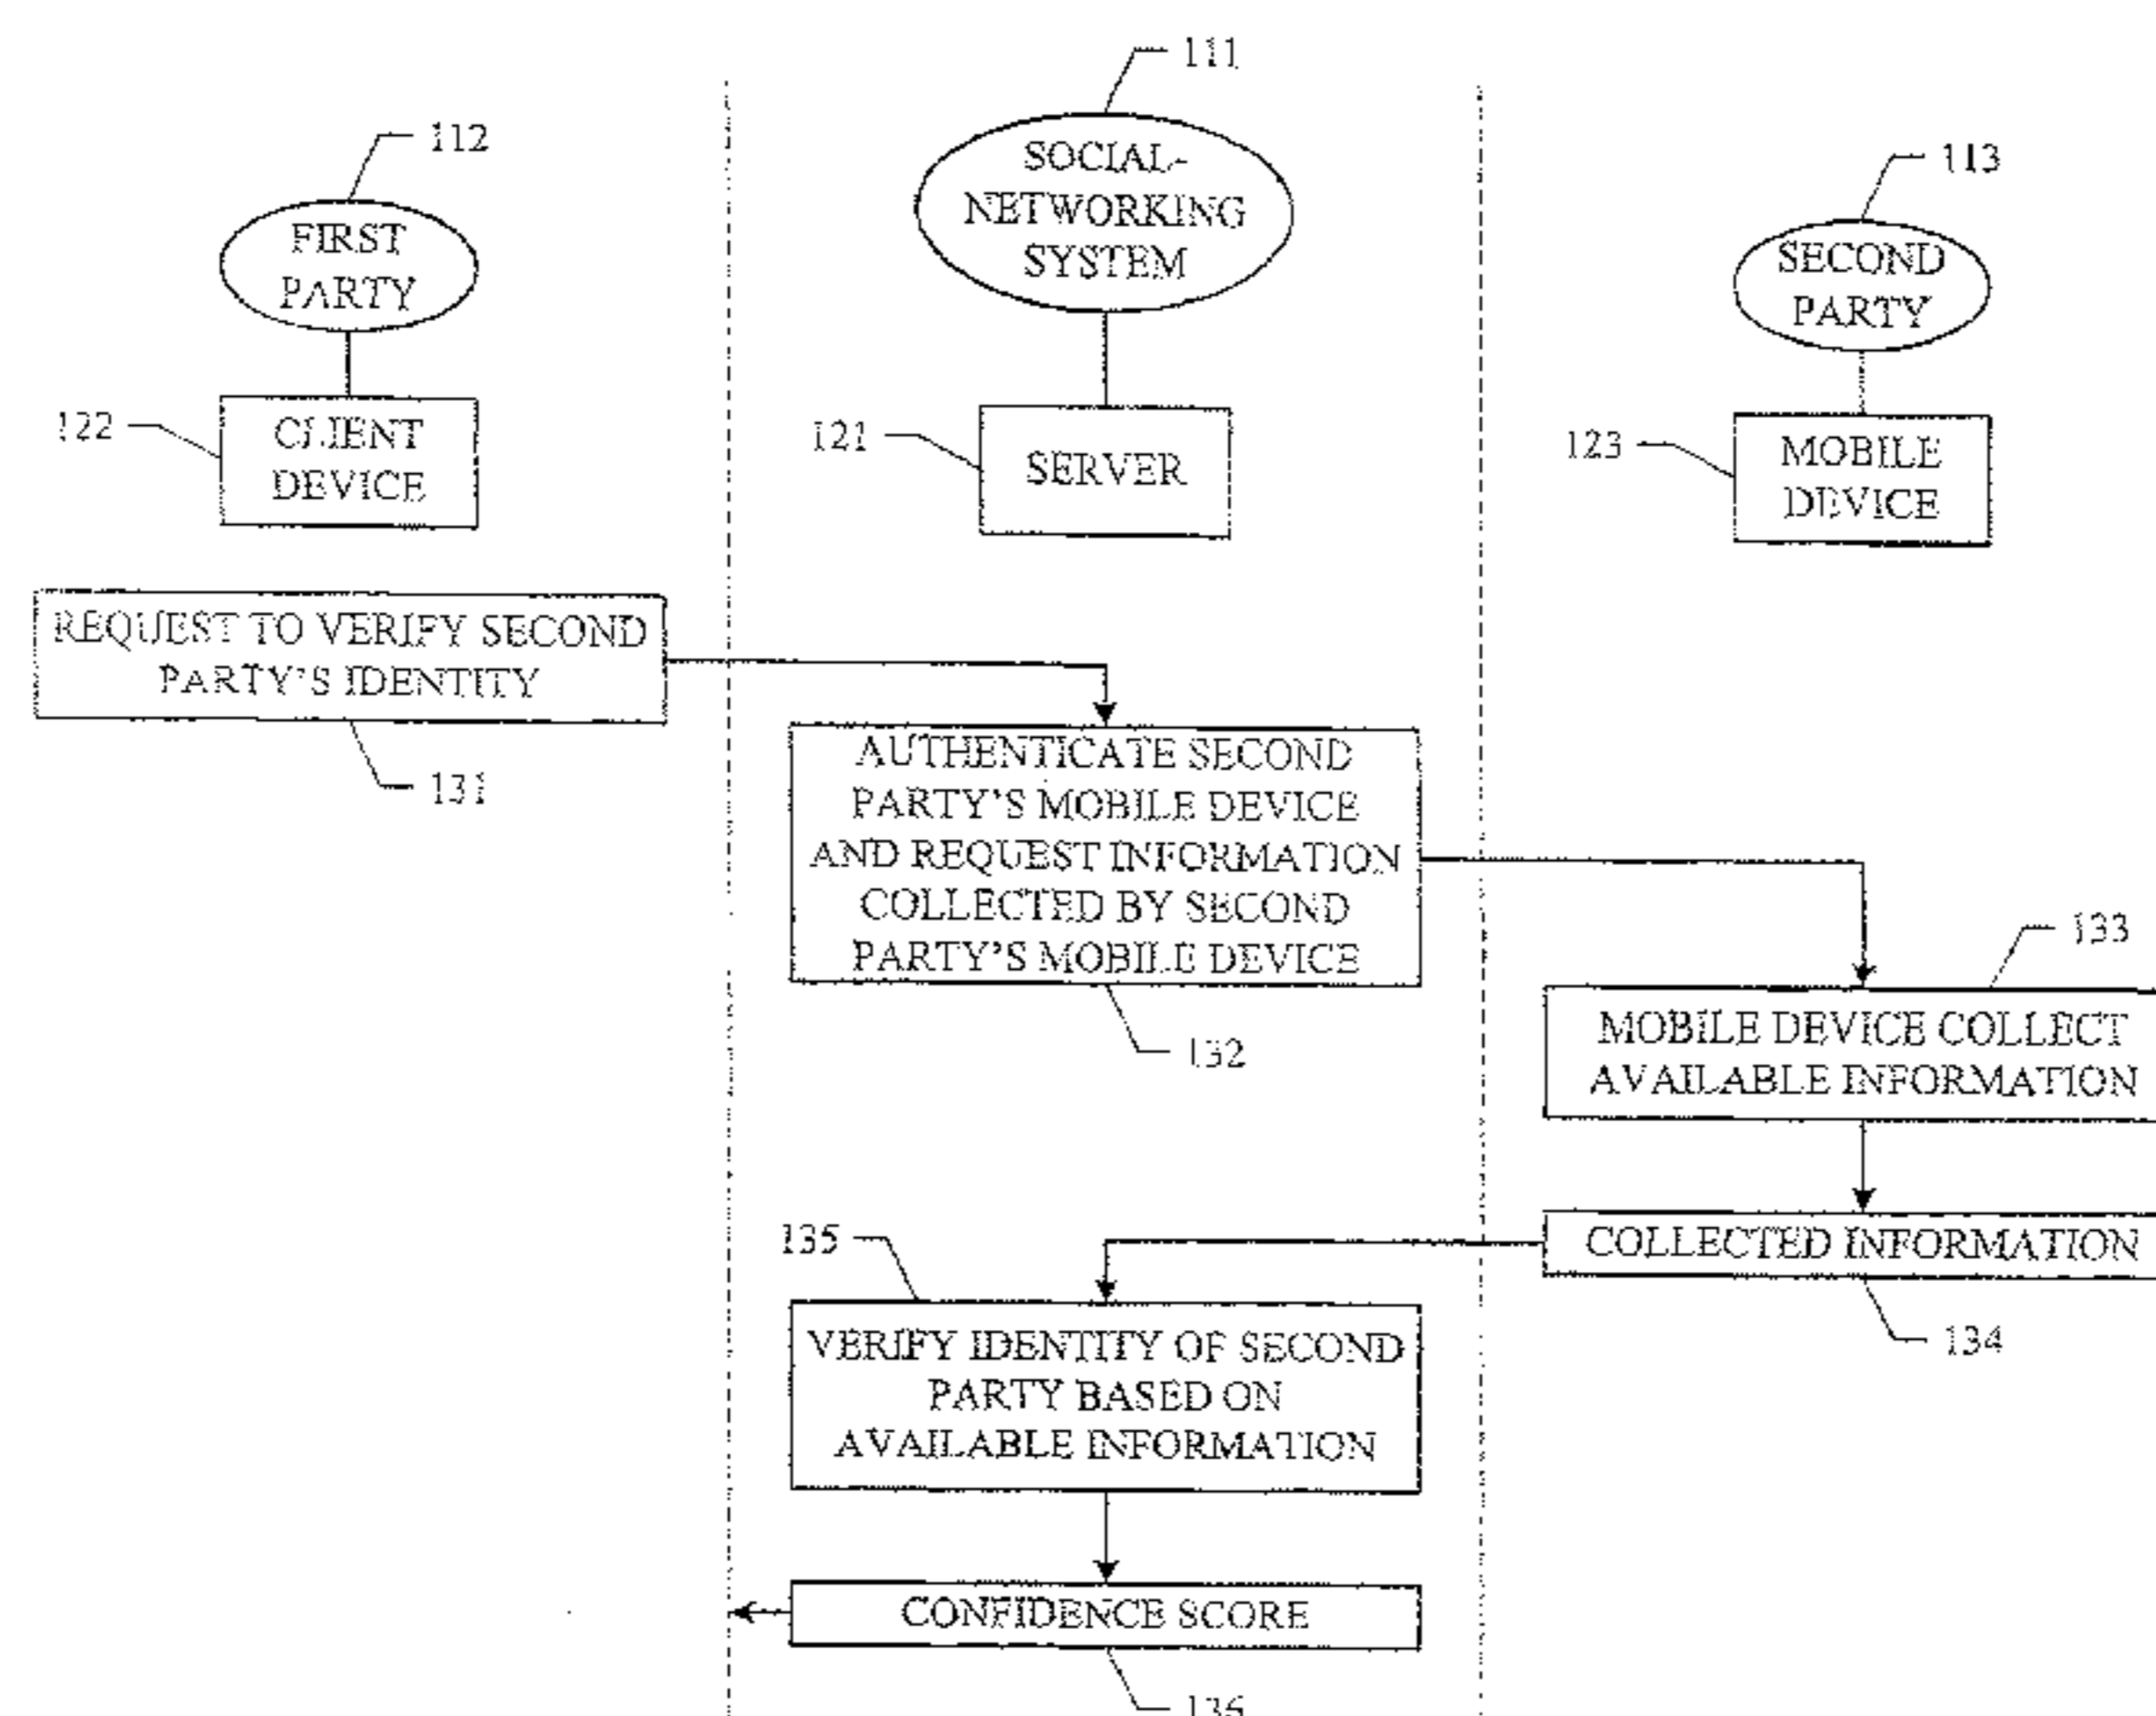 111
112
SOCIAL-
NETWORKING
SYSTEM
113
FIRST
PARTY
SECOND
PARTY
122
CLIENT
DEVICE
121
SERVER
123
MOBILE
DEVICE
REQUEST TO VERIFY SECOND
PARTY'S IDENTITY
131
AUTHENTICATE SECOND
PARTY'S MOBILE DEVICE
AND REQUEST INFORMATION
COLLECTED BY SECOND
PARTY'S MOBILE DEVICE
132
133
MOBILE DEVICE COLLECT
AVAILABLE INFORMATION
COLLECTED INFORMATION
134
135
VERIFY IDENTITY OF SECOND
PARTY BASED ON
AVAILABLE INFORMATION
CONFIDENCE SCORE
136